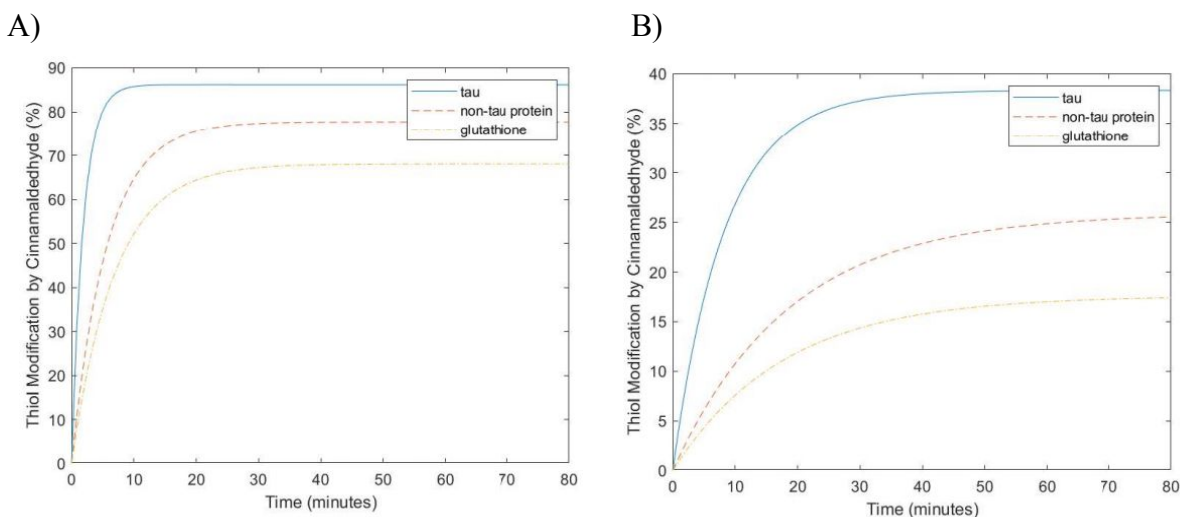 A)
Thiol Modification by Cinnamaldedhyde (%)
90
80
70
60
50
40
30
20
10
0
0 10 20 30 40 50 60 70 80
Time (minutes)
tau
non-tau protein
glutathione
B)
Thiol Modification by Cinnamaldedhyde (%)
40
35
30
25
20
15
10
5
0
0 10 20 30 40 50 60 70 80
Time (minutes)
tau
non-tau protein
glutathione